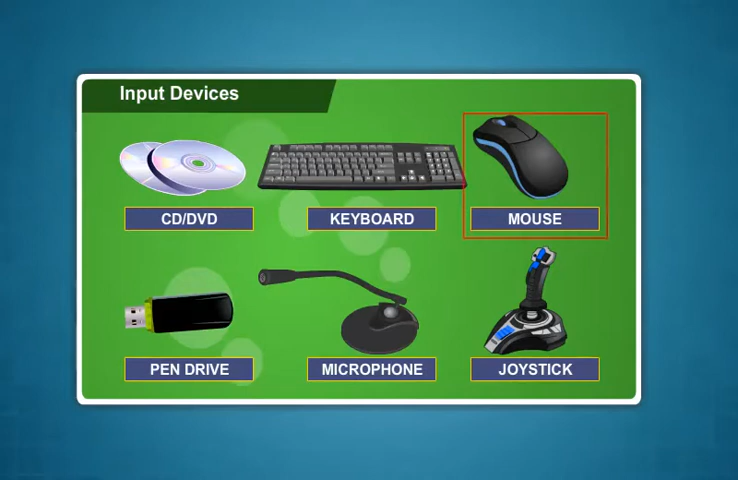 Input Devices
CD/DVD
KEYBOARD
MOUSE
PEN DRIVE
MICROPHONE
JOYSTICK